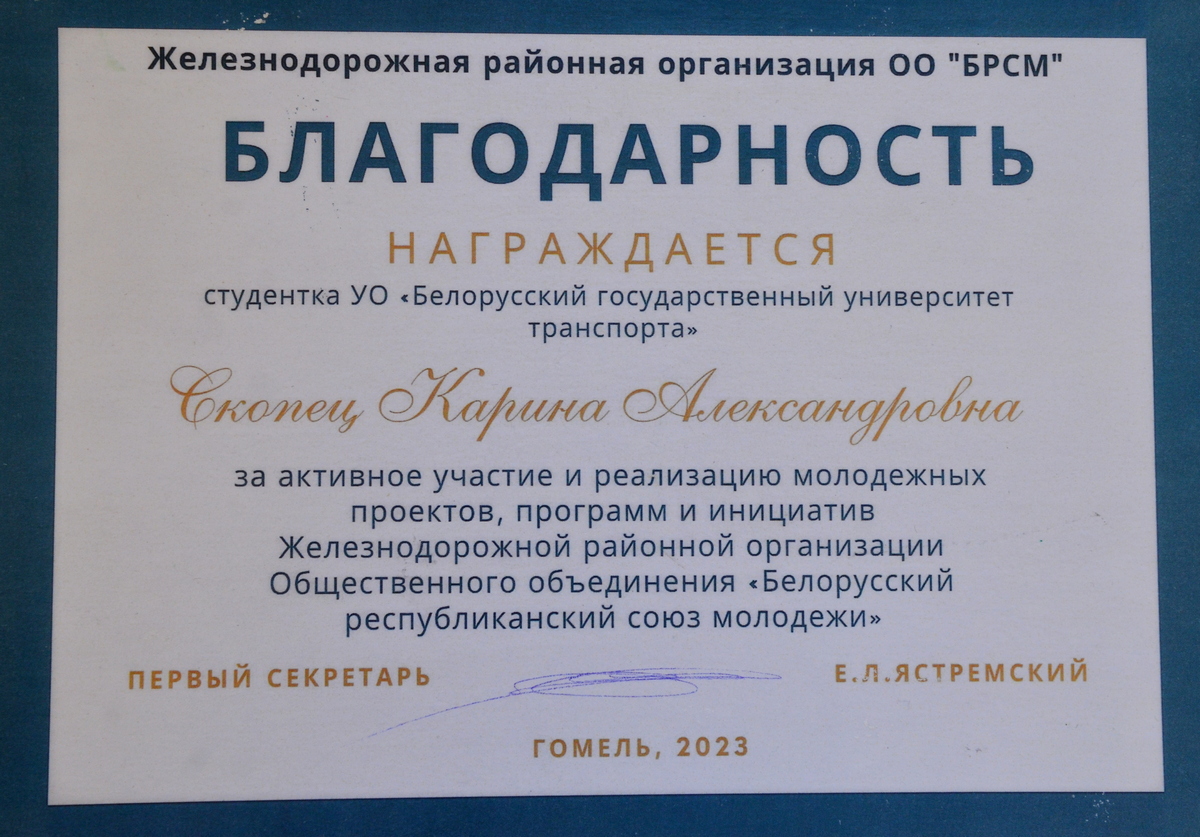 Железнодорожная районная организация ОО "БРСМ"
БЛАГОДАРНОСТЬ
НАГРАЖДАЕТСЯ
студентка УО «Белорусский государственный университет
транспорта»
Скопец Карина Александровна
за активное участие и реализацию молодежных
проектов, программ и инициатив
Железнодорожной районной организации
Общественного объединения «Белорусский
республиканский союз молодежи»
ПЕРВЫЙ СЕКРЕТАРЬ Е.Л.ЯСТРЕМСКИЙ
ГОМЕЛЬ, 2023